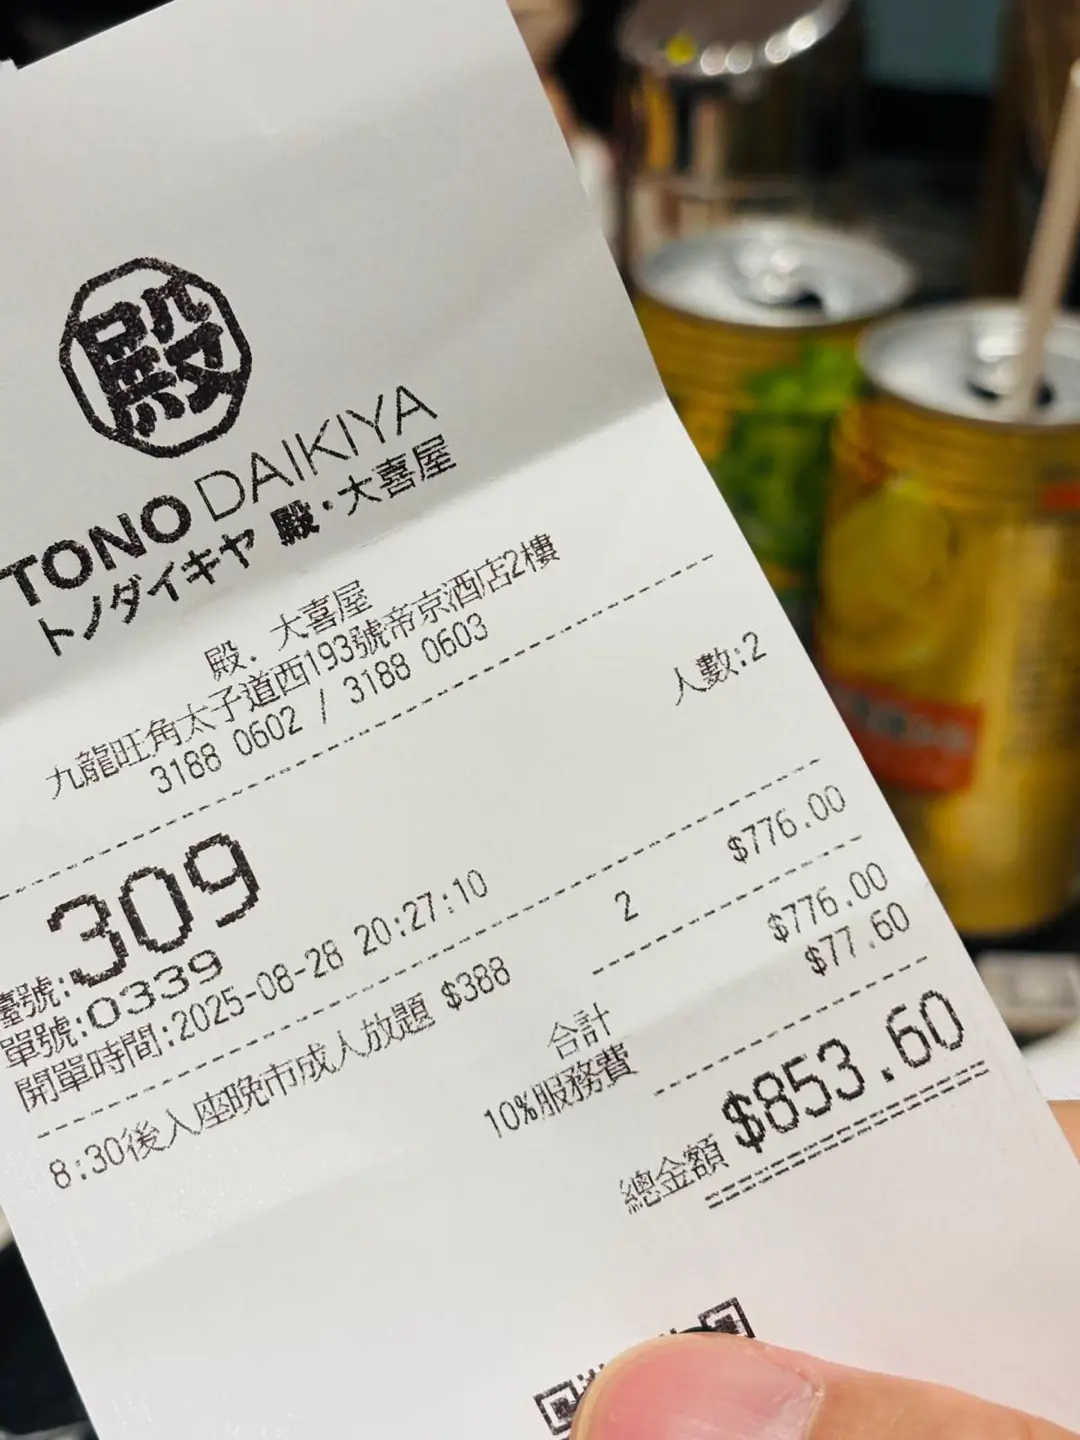 殿
TONO DAIKIYA
トノダイキヤ 殿・大喜屋
殿. 大喜屋
九龍旺角太子道西193號帝京酒店2樓
3188 0602 / 3188 0603
人數:2
臺號:309
單號:0339
開單時間:2025-08-28 20:27:10
8:30後入座晚市成人放題 $388 2 $776.00
合計 $776.00
10%服務費 $77.60
總金額 $853.60